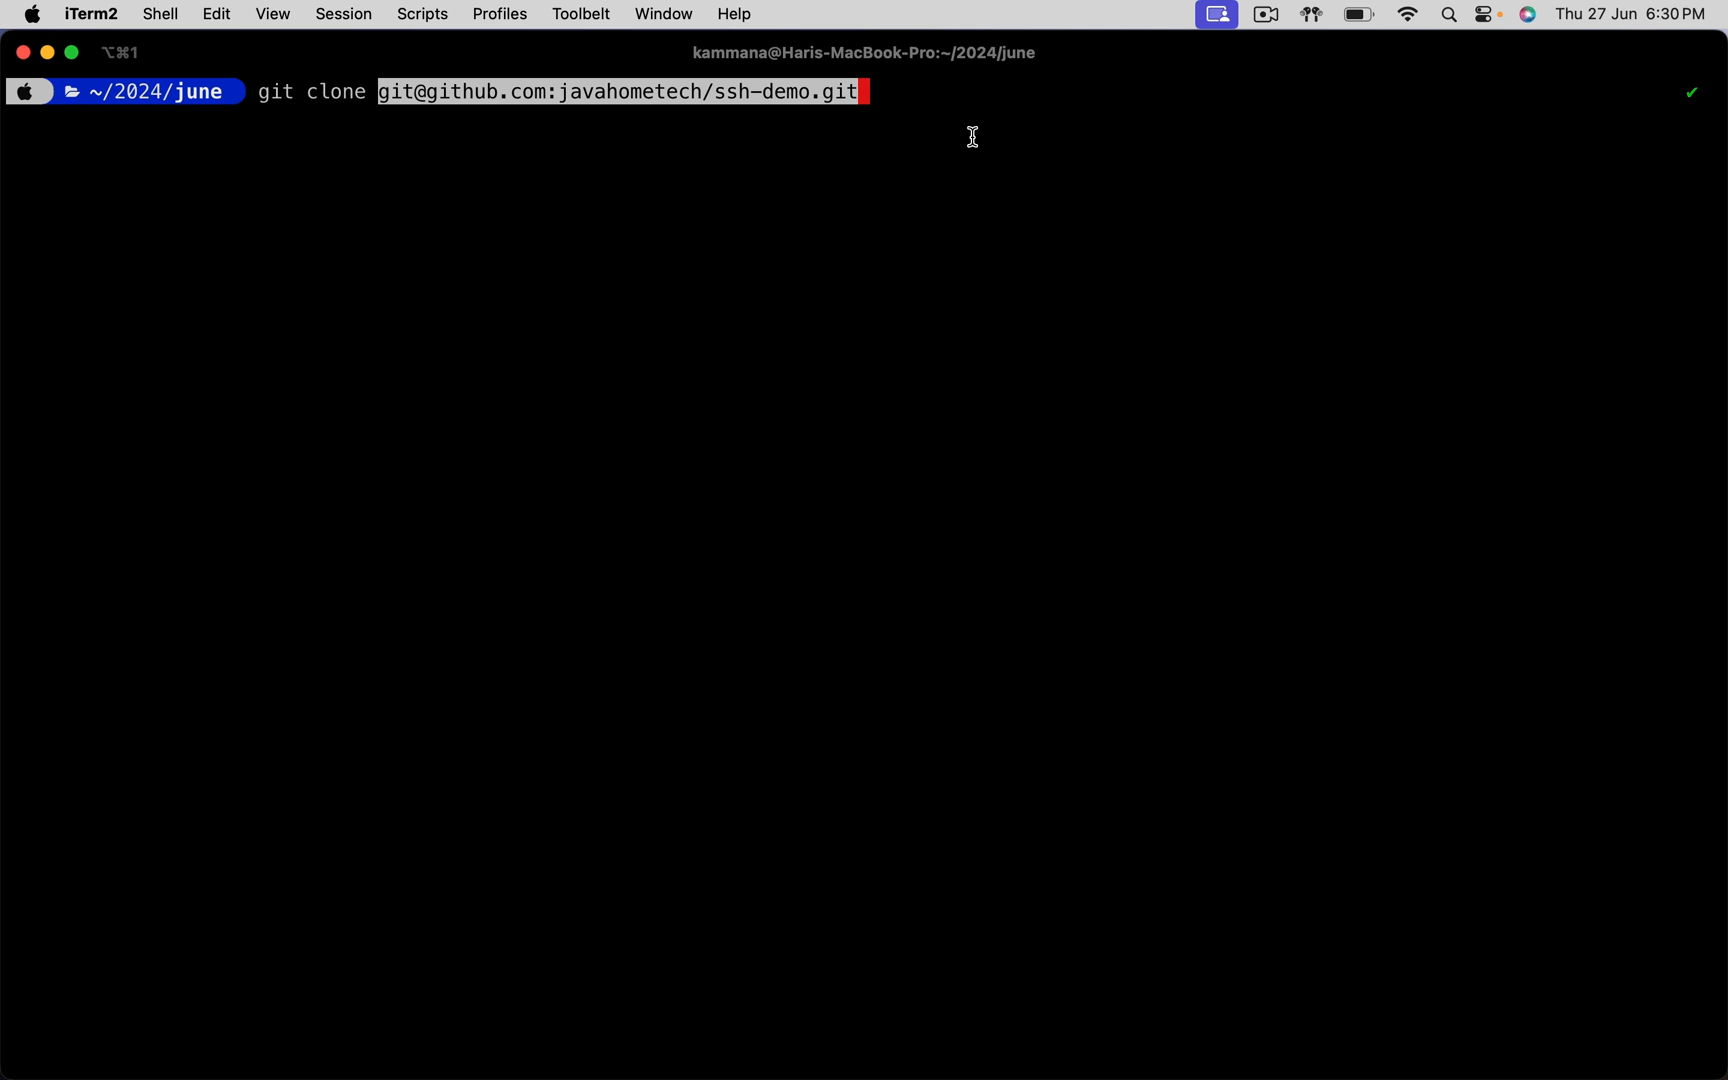 iTerm2 Shell Edit View Session Scripts Profiles Toolbelt Window Help Thu 27 Jun 6:30 PM
⌥⌘1 kammana@Haris-MacBook-Pro:~/2024/june
~/2024/june git clone git@github.com:javahometech/ssh-demo.git ✔